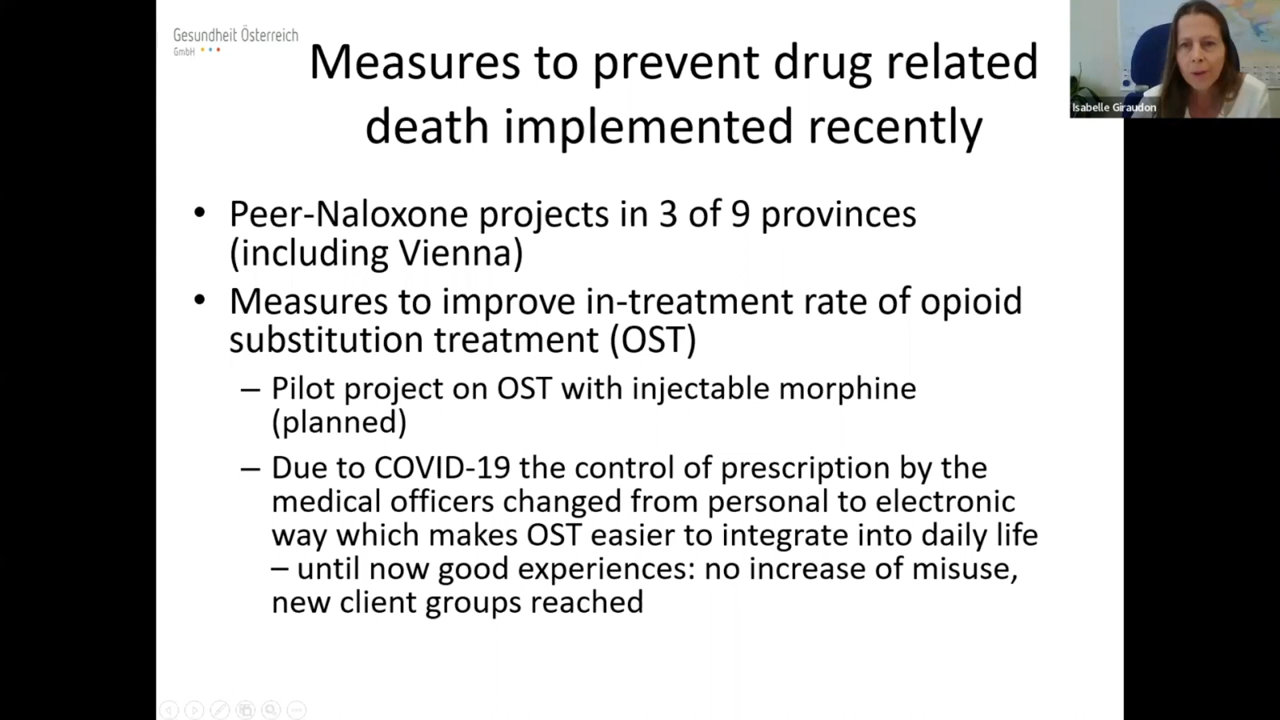 Gesundheit Österreich
GmbH
Measures to prevent drug related
death implemented recently
Isabelle Giraudon
• Peer-Naloxone projects in 3 of 9 provinces
(including Vienna)
• Measures to improve in-treatment rate of opioid
substitution treatment (OST)
– Pilot project on OST with injectable morphine
(planned)
– Due to COVID-19 the control of prescription by the
medical officers changed from personal to electronic
way which makes OST easier to integrate into daily life
– until now good experiences: no increase of misuse,
new client groups reached